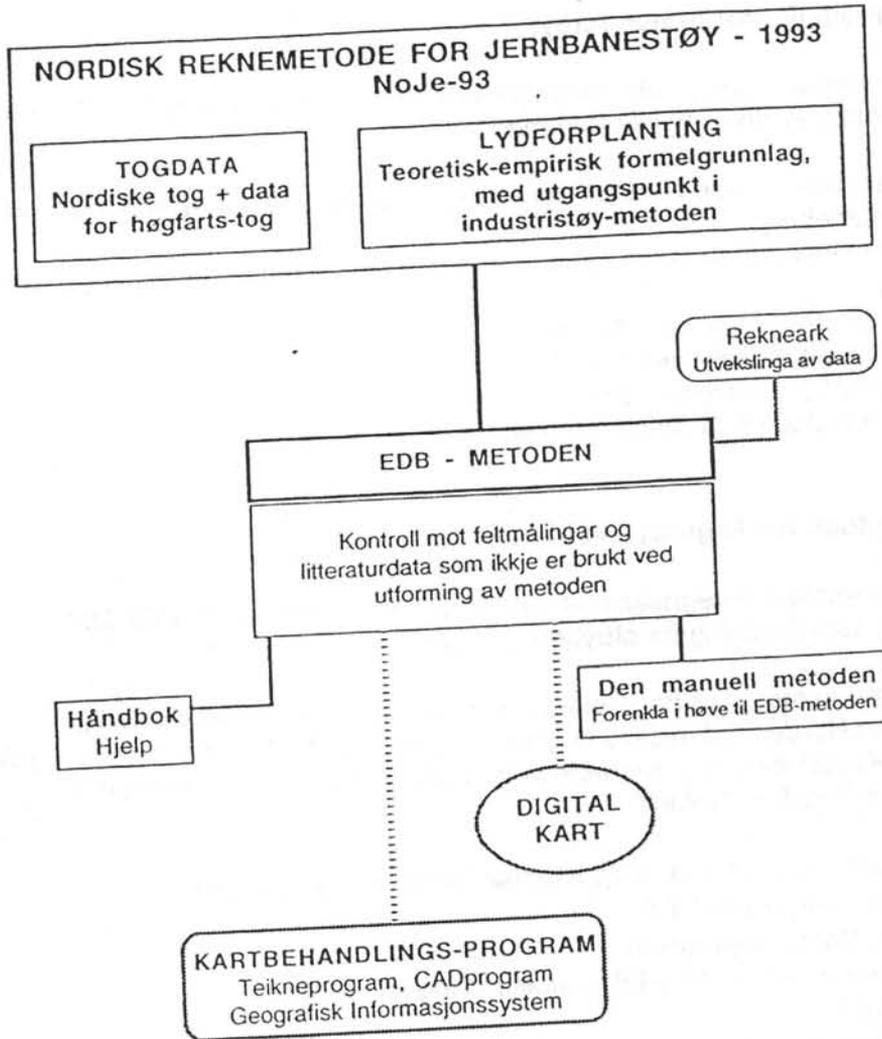 NORDISK REKNEMETODE FOR JERNBANESTØY - 1993
NoJe-93
TOGDATA
Nordiske tog + data
for høgfarts-tog
LYDFORPLANTING
Teoretisk-empirisk formelgrunnlag,
med utgangspunkt i
industristøy-metoden
Rekneark
Utvekslinga av data
EDB - METODEN
Kontroll mot feltmålingar og
litteraturdata som ikkje er brukt ved
utforming av metoden
Håndbok
Hjelp
Den manuell metoden
Forenkla i høve til EDB-metoden
DIGITAL
KART
KARTBEHANDLINGS-PROGRAM
Teikneprogram, CADprogram
Geografisk Informasjonssystem